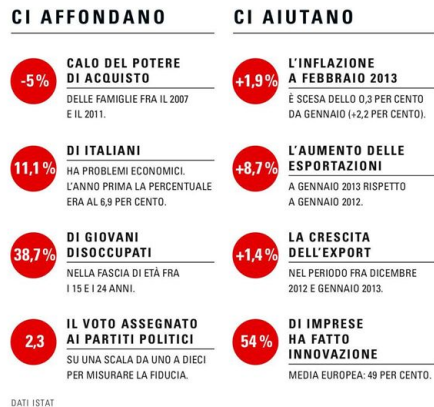 CI AFFONDANO
-5%
CALO DEL POTERE
DI ACQUISTO
DELLE FAMIGLIE FRA IL 2007
E IL 2011.
11,1%
DI ITALIANI
HA PROBLEMI ECONOMICI.
L'ANNO PRIMA LA PERCENTUALE
ERA AL 6,9 PER CENTO.
38,7%
DI GIOVANI
DISOCCUPATI
NELLA FASCIA DI ETÀ FRA
I 15 E I 24 ANNI.
2,3
IL VOTO ASSEGNATO
AI PARTITI POLITICI
SU UNA SCALA DA UNO A DIECI
PER MISURARE LA FIDUCIA.
CI AIUTANO
+1,9%
L'INFLAZIONE
A FEBBRAIO 2013
È SCESA DELLO 0,3 PER CENTO
DA GENNAIO (+2,2 PER CENTO).
+8,7%
L'AUMENTO DELLE
ESPORTAZIONI
A GENNAIO 2013 RISPETTO
A GENNAIO 2012.
+1,4%
LA CRESCITA
DELL'EXPORT
NEL PERIODO FRA DICEMBRE
2012 E GENNAIO 2013.
54%
DI IMPRESE
HA FATTO
INNOVAZIONE
MEDIA EUROPEA: 49 PER CENTO.
DATI ISTAT